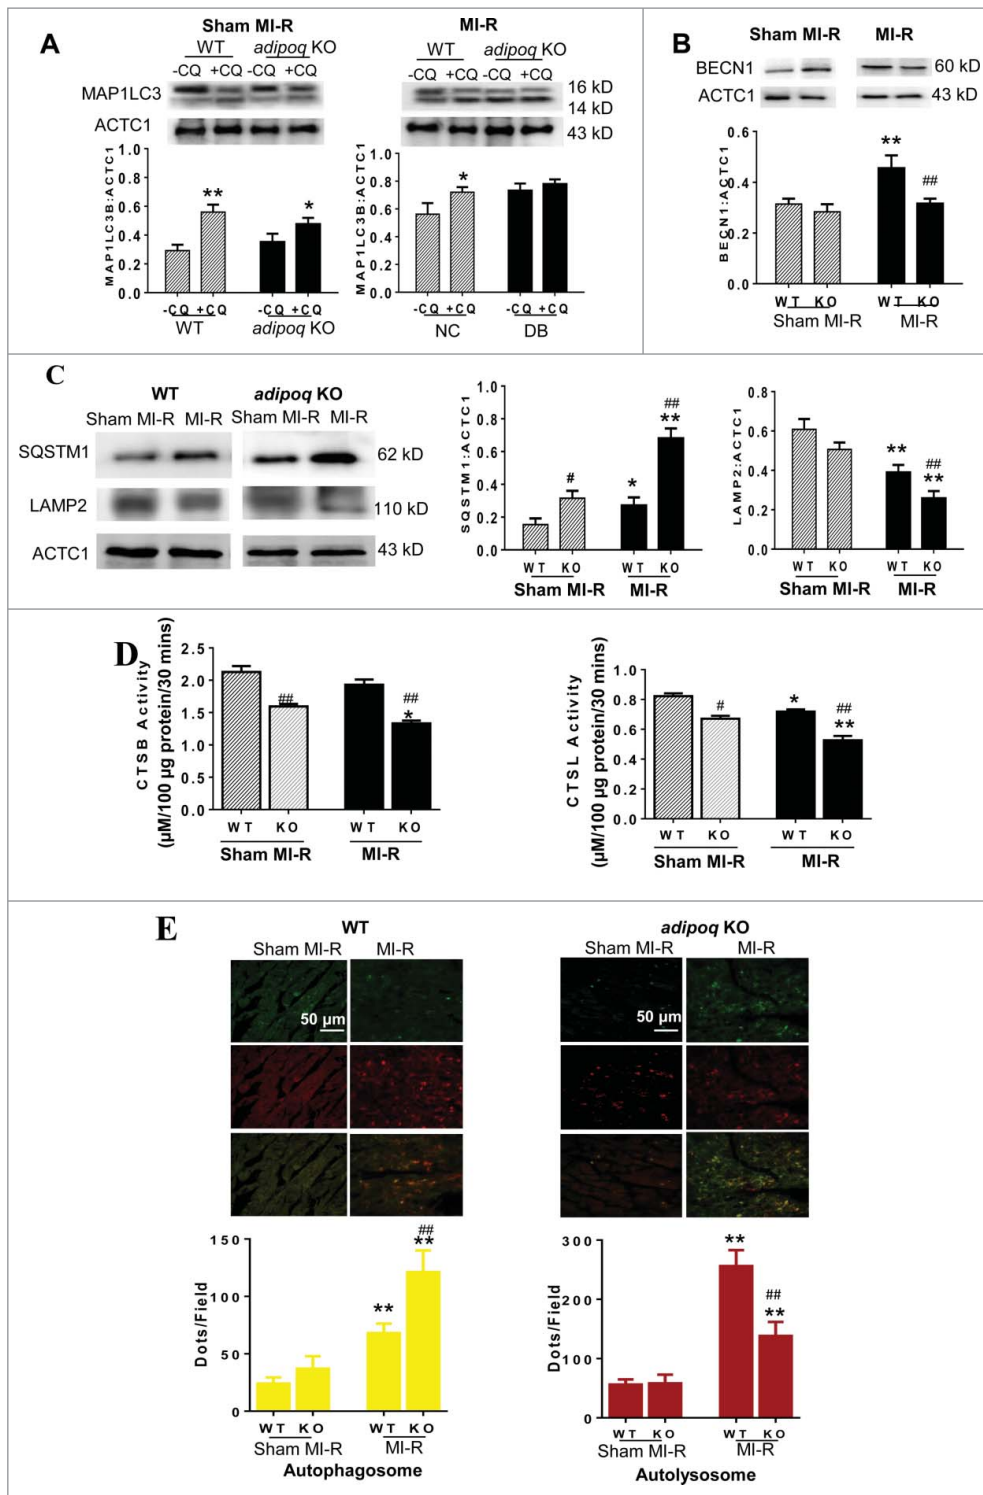 A
Sham MI-R
WT adipoq KO
-CQ +CQ -CQ +CQ
MAP1LC3
ACTC1
MI-R
WT adipoq KO
-CQ +CQ -CQ +CQ
16 kD
14 kD
43 kD
MAP1LC3B:ACTC1
1.0
0.8
0.6
0.4
0.2
0.0
** *
-CQ +CQ -CQ +CQ
WT adipoq KO
MAP1LC3B:ACTC1
1.0
0.8
0.6
0.4
0.2
0.0
*
-CQ +CQ -CQ +CQ
NC DB
B
Sham MI-R MI-R
BECN1 60 kD
ACTC1 43 kD
BECN1:ACTC1
0.6
0.4
0.2
0.0
** ##
WT KO WT KO
Sham MI-R MI-R
C
WT adipoq KO
Sham MI-R MI-R Sham MI-R MI-R
SQSTM1 62 kD
LAMP2 110 kD
ACTC1 43 kD
SQSTM1:ACTC1
1.0
0.8
0.6
0.4
0.2
0.0
##
# * **
WT KO WT KO
Sham MI-R MI-R
LAMP2:ACTC1
0.8
0.6
0.4
0.2
0.0
** ##
**
WT KO WT KO
Sham MI-R MI-R
D
CTSB Activity
(µM/100 µg protein/30 mins)
2.5
2.0
1.5
1.0
0.5
0.0
## ##
*
WT KO WT KO
Sham MI-R MI-R
CTSL Activity
(µM/100 µg protein/30 mins)
1.0
0.8
0.6
0.4
0.2
0.0
# * ##
**
WT KO WT KO
Sham MI-R MI-R
E
WT
Sham MI-R MI-R
50 µm
adipoq KO
Sham MI-R MI-R
50 µm
Dots/Field
150
100
50
0
##
** **
WT KO WT KO
Sham MI-R MI-R
Autophagosome
Dots/Field
300
200
100
0
** ##
**
WT KO WT KO
Sham MI-R MI-R
Autolysosome